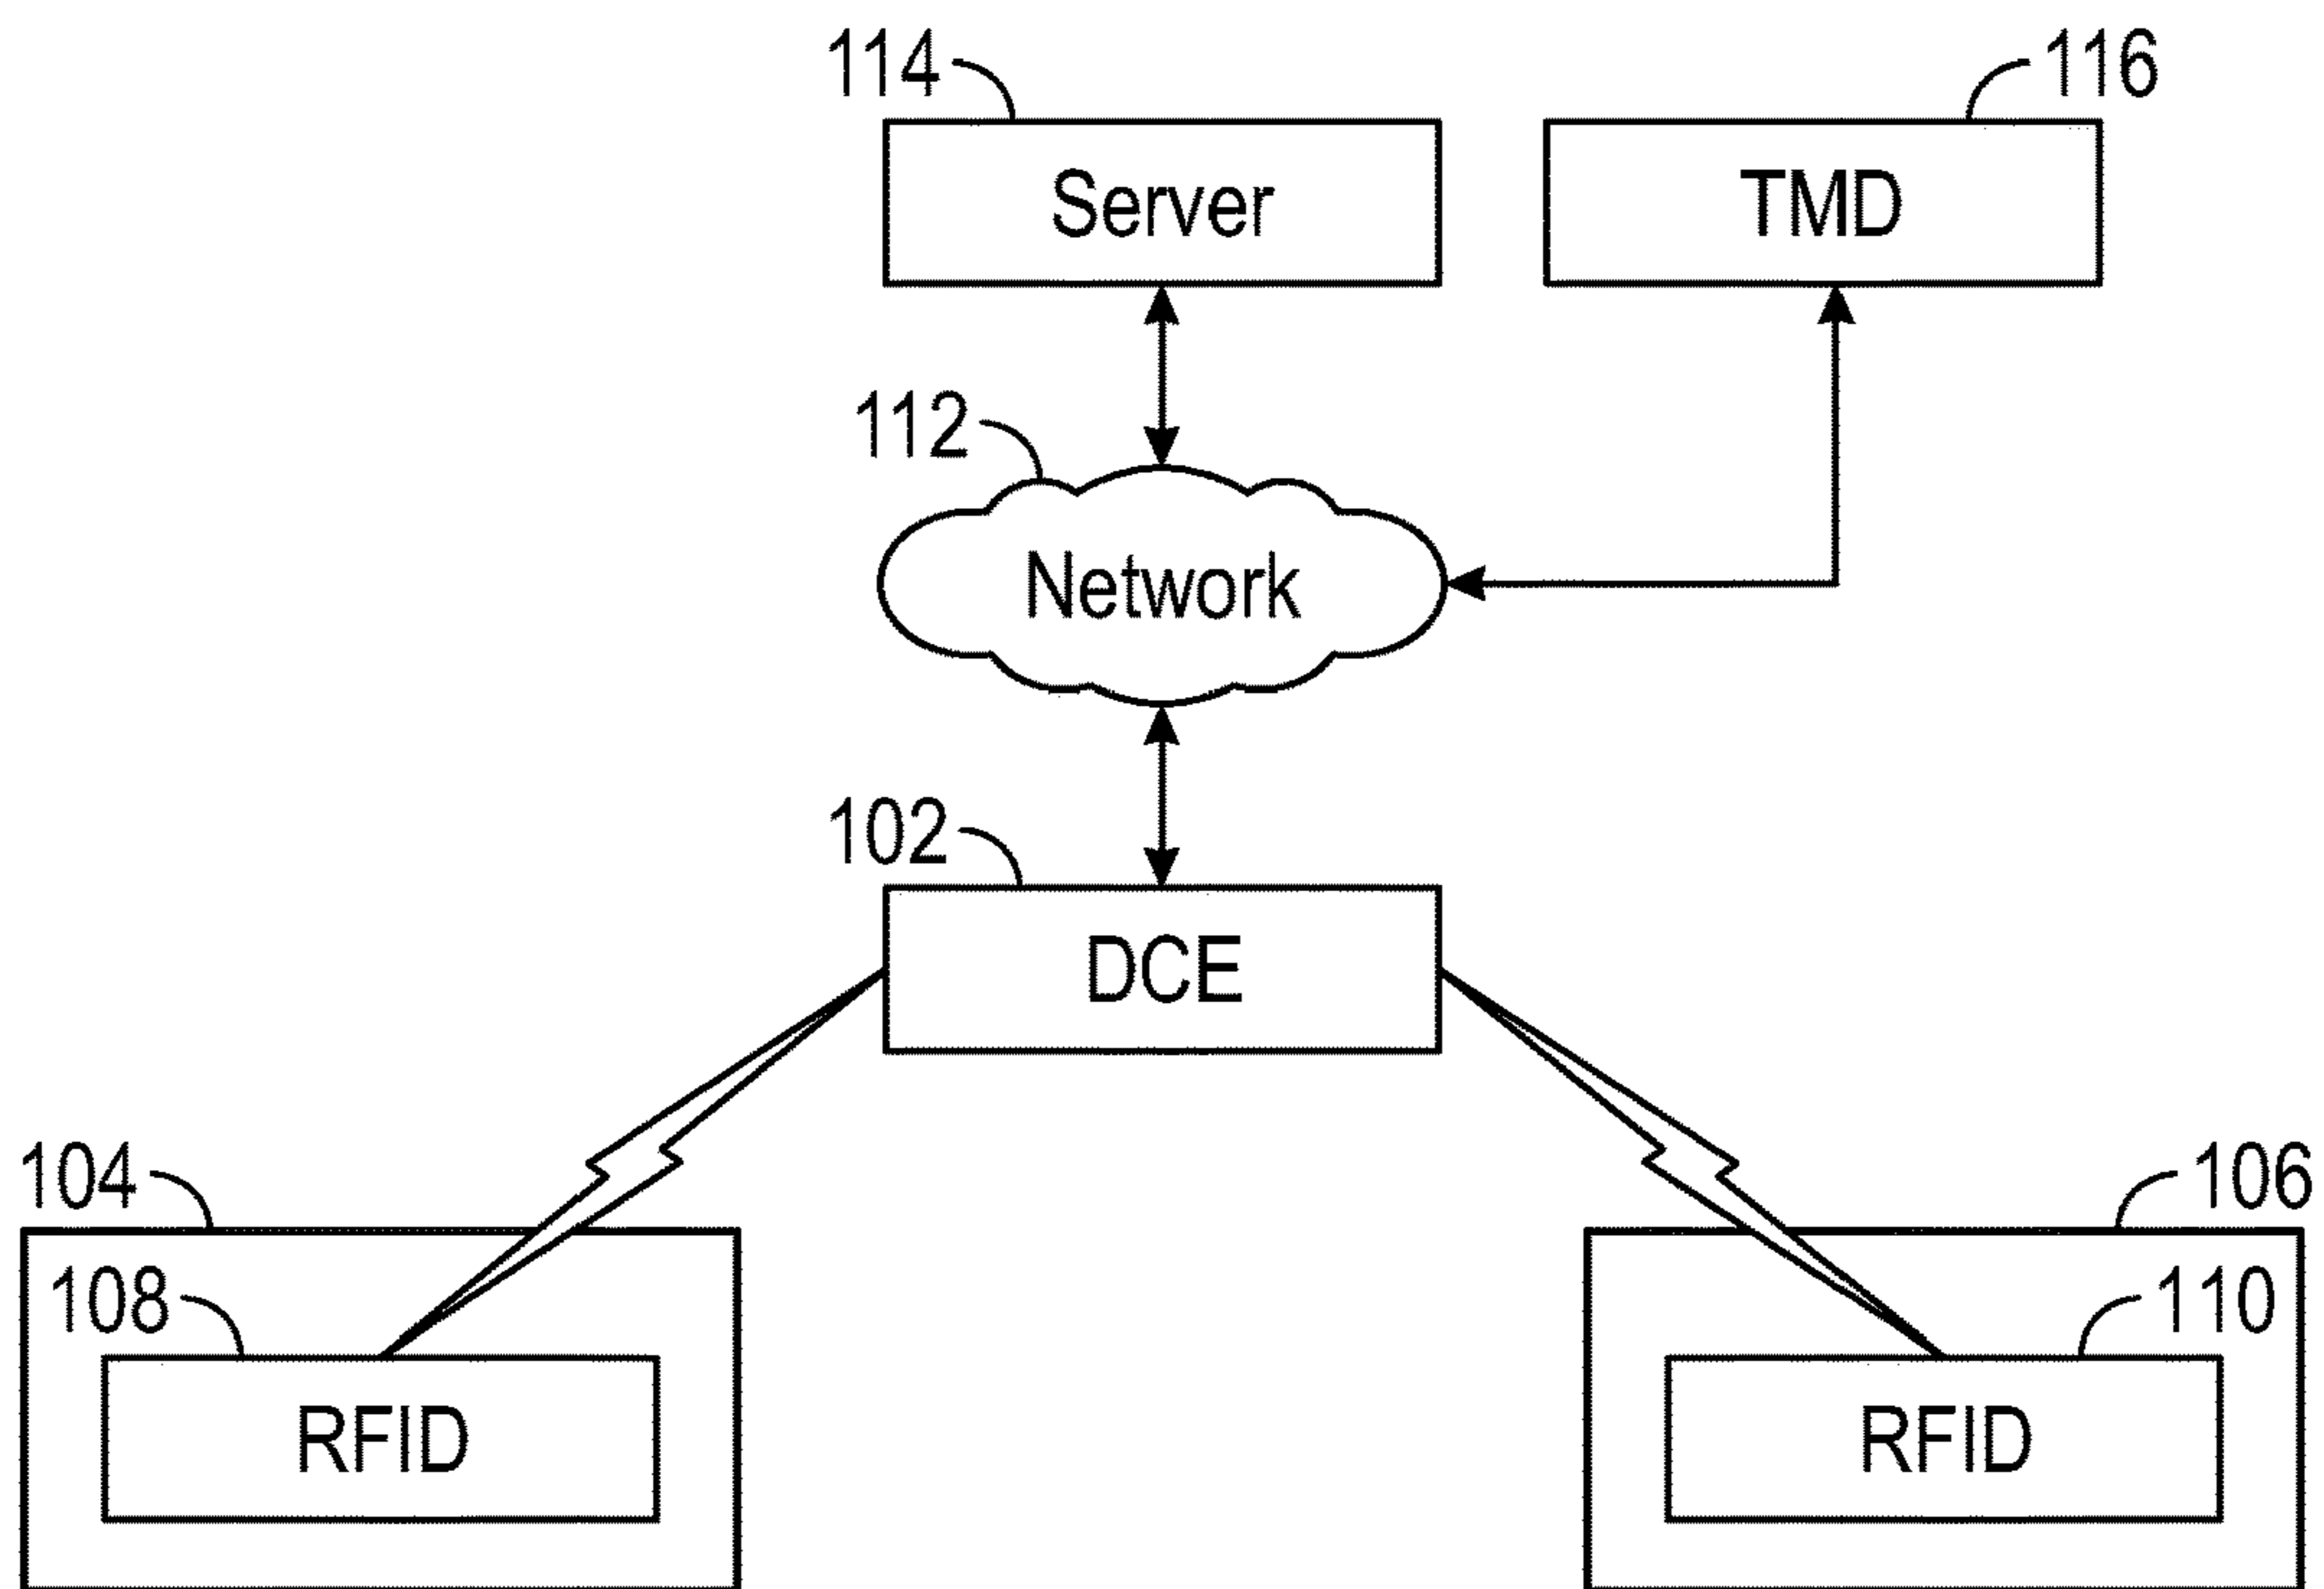 114
116
Server
TMD
112
Network
102
DCE
104
106
108
110
RFID
RFID